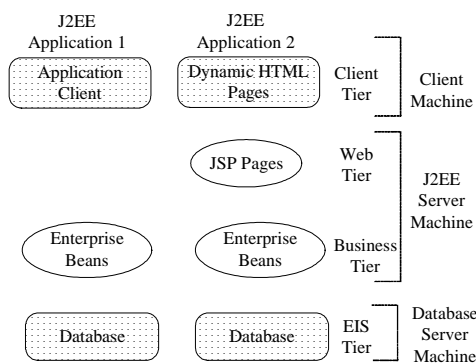 J2EE
Application 1
J2EE
Application 2
Application
Client
Dynamic HTML
Pages
Client
Tier
Client
Machine
JSP Pages
Web
Tier
J2EE
Server
Machine
Enterprise
Beans
Enterprise
Beans
Business
Tier
Database
Database
EIS
Tier
Database
Server
Machine